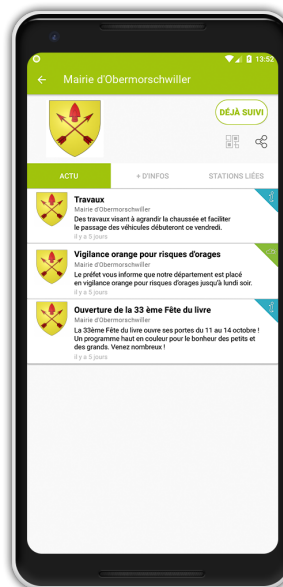 13:52
Mairie d'Obermorschwiller
DÉJÀ SUIVI
ACTU
+ D'INFOS
STATIONS LIÉES
Travaux
Mairie d'Obermorschwiller
Des travaux visant à agrandir la chaussée et faciliter
le passage des véhicules débuteront ce vendredi.
il y a 5 jours
Vigilance orange pour risques d'orages
Mairie d'Obermorschwiller
Le préfet vous informe que notre département est placé
en vigilance orange pour risques d'orages jusqu'à lundi soir.
il y a 5 jours
Ouverture de la 33 ème Fête du livre
Mairie d'Obermorschwiller
La 33ème Fête du livre ouvre ses portes du 11 au 14 octobre !
Un programme haut en couleur pour le bonheur des petits et
des grands. Venez nombreux !
il y a 5 jours